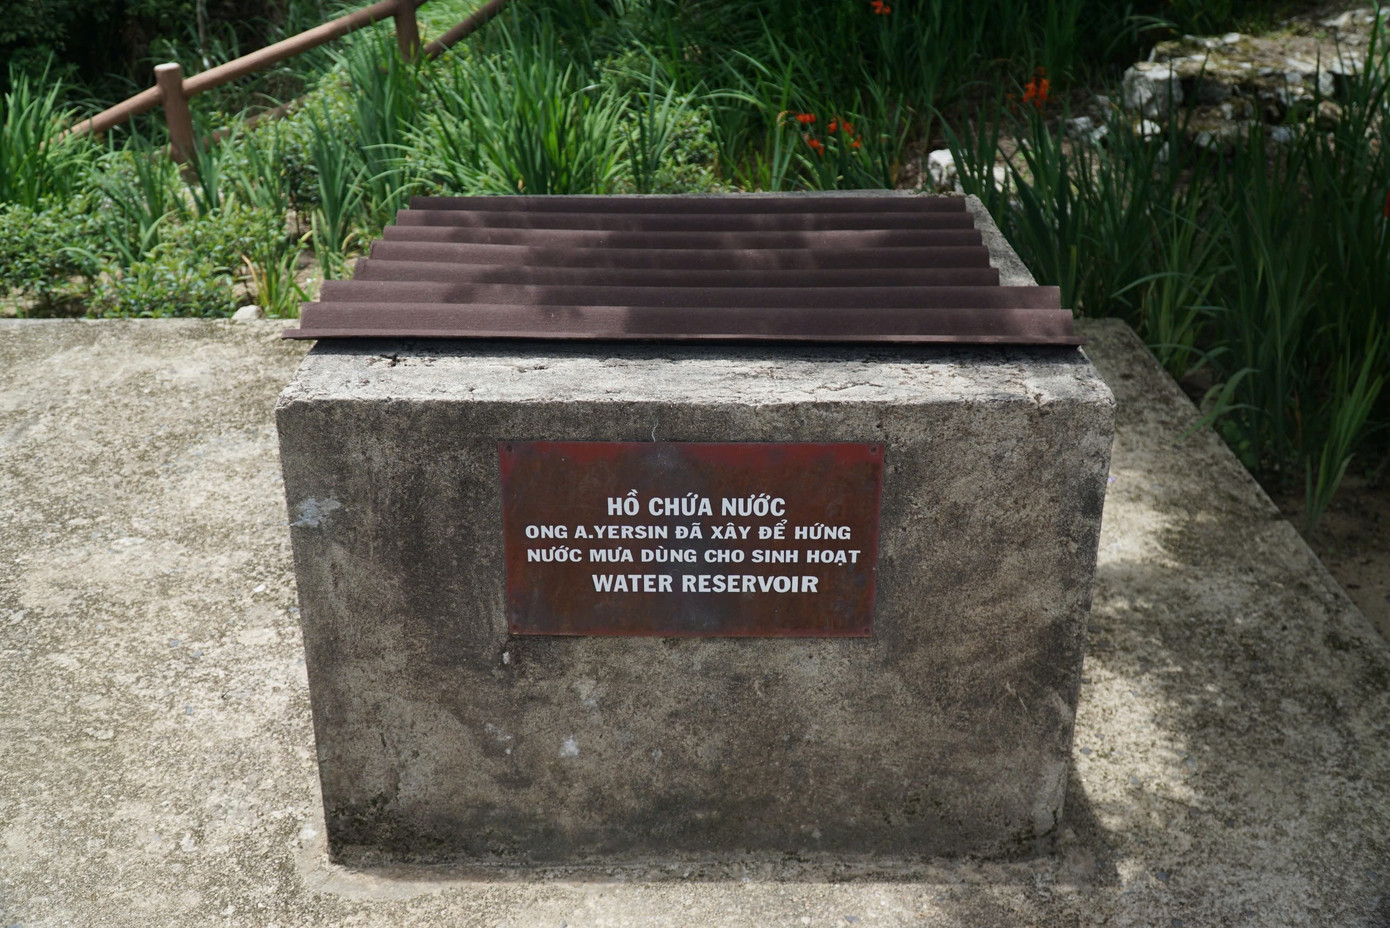 HỒ CHỨA NƯỚC
ONG A.YERSIN ĐÃ XÂY ĐỂ HỨNG
NƯỚC MƯA DÙNG CHO SINH HOẠT
WATER RESERVOIR